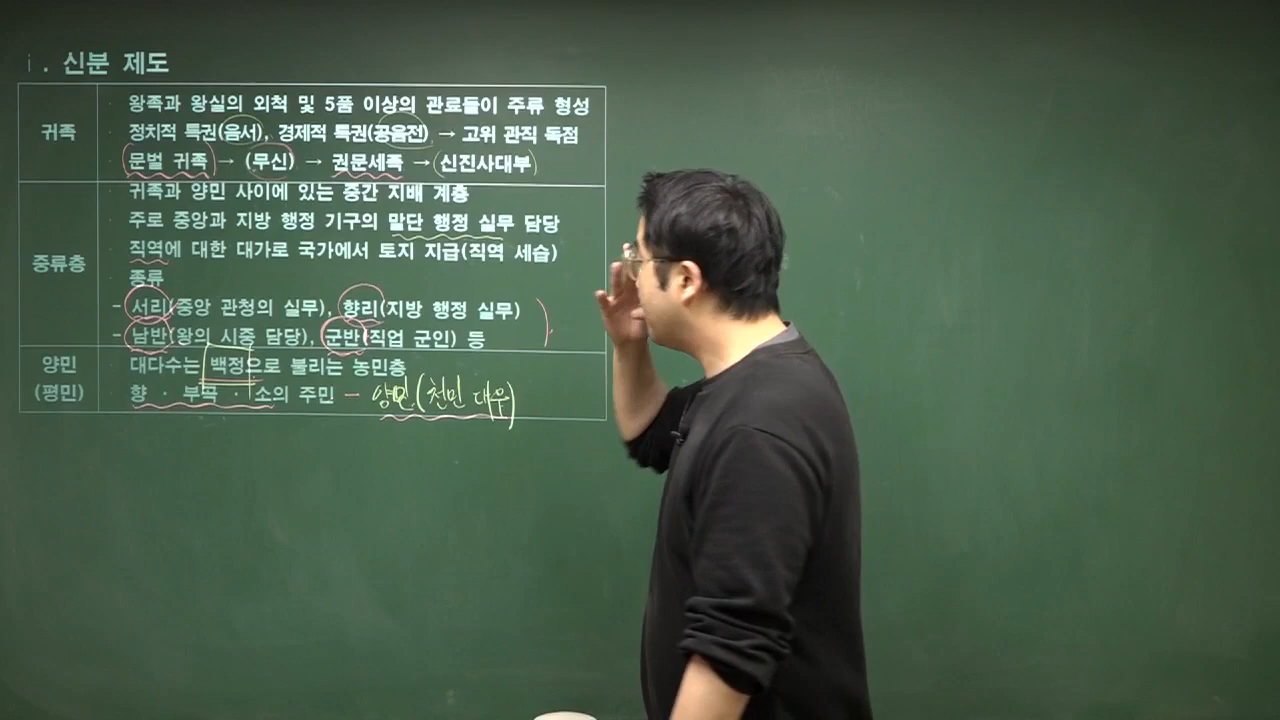 i. 신분 제도
귀족
· 왕족과 왕실의 외척 및 5품 이상의 관료들이 주류 형성
· 정치적 특권(음서), 경제적 특권(공음전) → 고위 관직 독점
· 문벌 귀족 → (무신) → 권문세족 → (신진사대부)
중류층
· 귀족과 양민 사이에 있는 중간 지배 계층
· 주로 중앙과 지방 행정 기구의 말단 행정 실무 담당
· 직역에 대한 대가로 국가에서 토지 지급(직역 세습)
· 종류
- 서리(중앙 관청의 실무), 향리(지방 행정 실무)
- 남반(왕의 시중 담당), 군반(직업 군인) 등
양민
(평민)
· 대다수는 백정으로 불리는 농민층
· 향 · 부곡 · 소의 주민 - 양민(천민 대우)